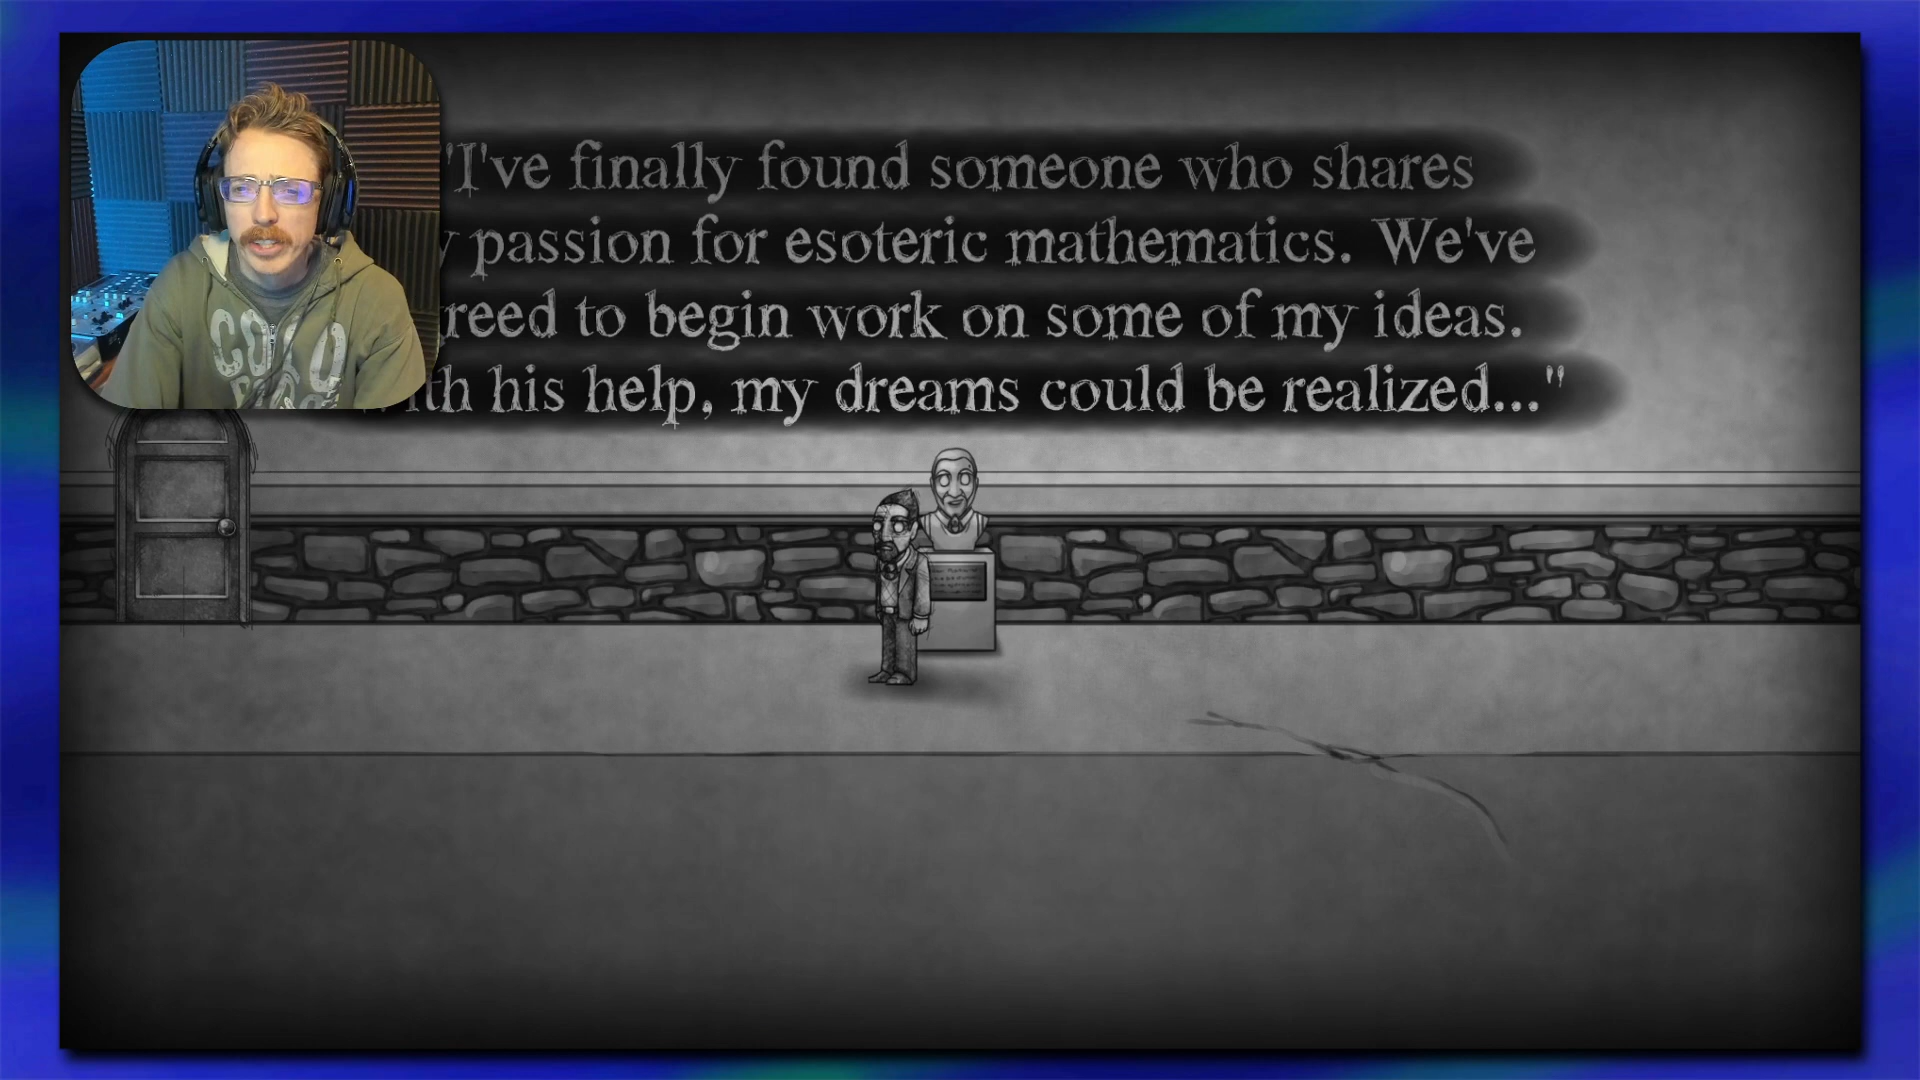 "I've finally found someone who shares
passion for esoteric mathematics. We've
reed to begin work on some of my ideas.
his help, my dreams could be realized..."